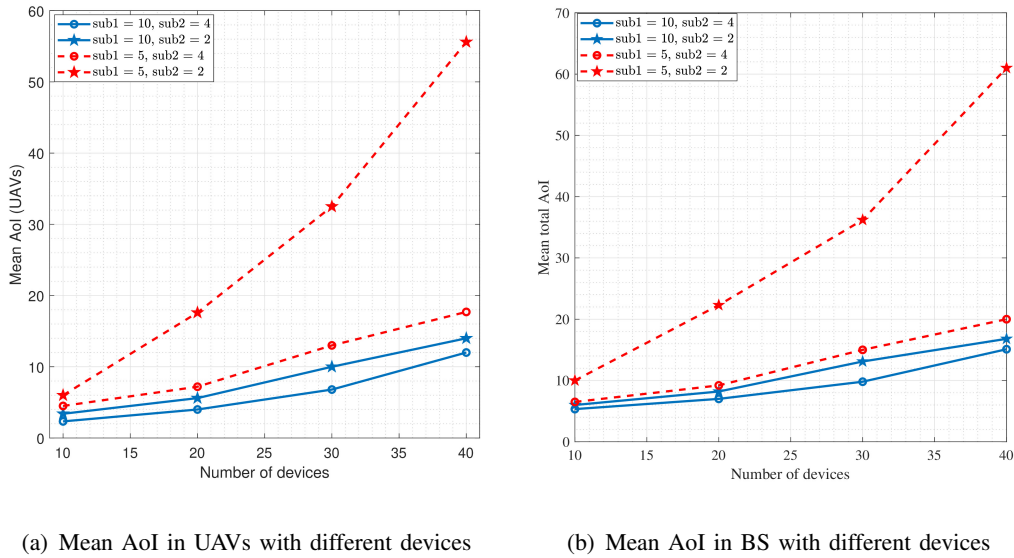 60
50
40
30
20
10
0
10
15
20
25
30
35
40
Mean AoI (UAVs)
Number of devices
sub1 = 10, sub2 = 4
sub1 = 10, sub2 = 2
sub1 = 5, sub2 = 4
sub1 = 5, sub2 = 2
(a) Mean AoI in UAVs with different devices
70
60
50
40
30
20
10
0
10
15
20
25
30
35
40
Mean total AoI
Number of devices
sub1 = 10, sub2 = 4
sub1 = 10, sub2 = 2
sub1 = 5, sub2 = 4
sub1 = 5, sub2 = 2
(b) Mean AoI in BS with different devices